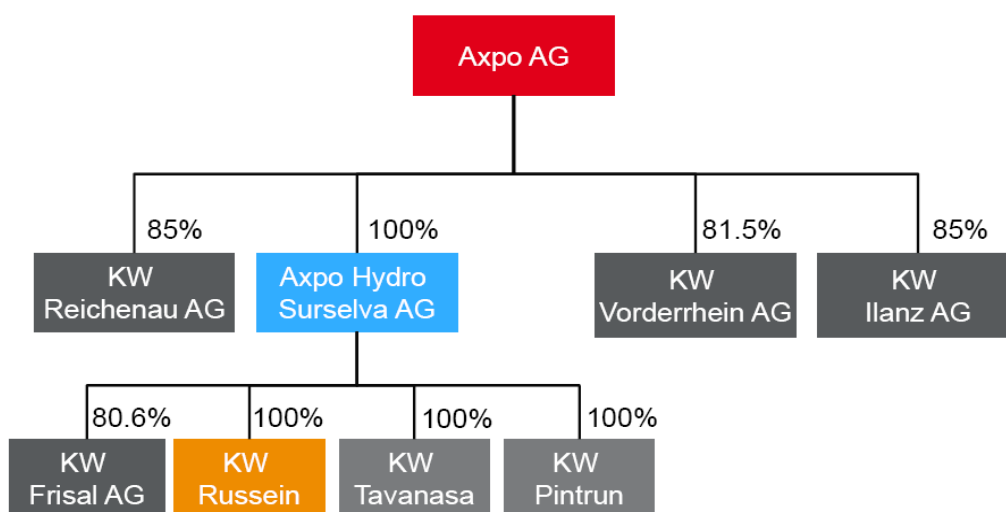 Axpo AG
85%
100%
81.5%
85%
KW
Reichenau AG
Axpo Hydro
Surselva AG
KW
Vorderrhein AG
KW
Ilanz AG
80.6%
100%
100%
100%
KW
Frisal AG
KW
Russein
KW
Tavanasa
KW
Pintrun